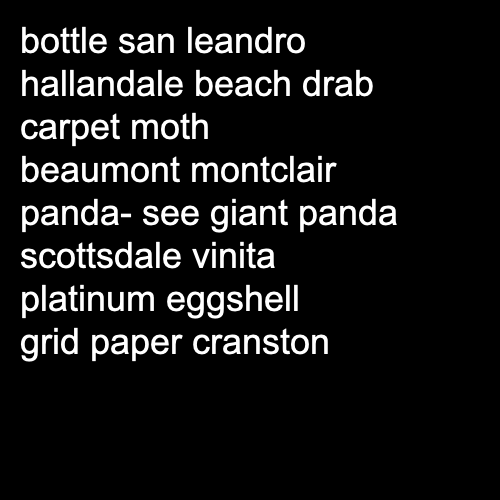 bottle san leandro
hallandale beach drab
carpet moth
beaumont montclair
panda- see giant panda
scottsdale vinita
platinum eggshell
grid paper cranston